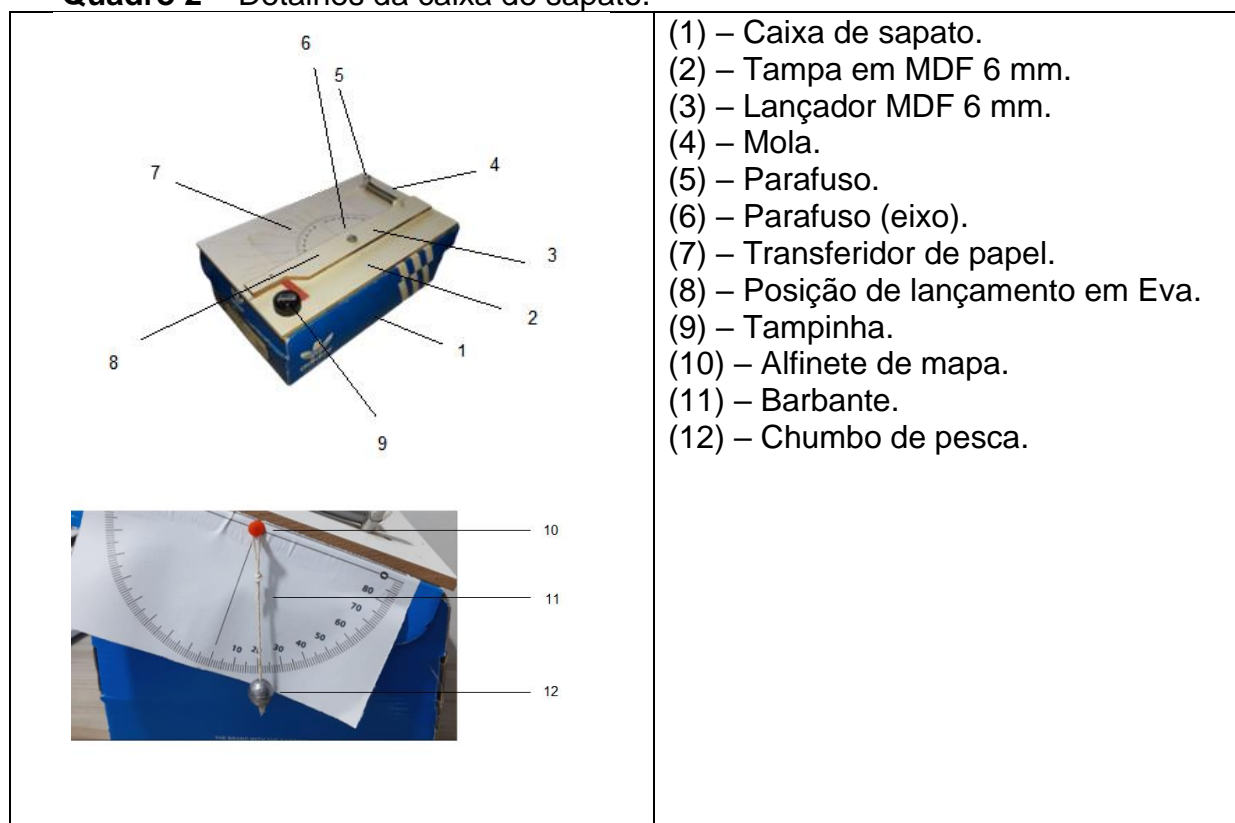 Quadro 2 – Detalhes da caixa de sapato.
6
5
7
4
3
2
1
8
9
10
11
12
0
80
70
60
50
40
30
20
10
(1) – Caixa de sapato.
(2) – Tampa em MDF 6 mm.
(3) – Lançador MDF 6 mm.
(4) – Mola.
(5) – Parafuso.
(6) – Parafuso (eixo).
(7) – Transferidor de papel.
(8) – Posição de lançamento em Eva.
(9) – Tampinha.
(10) – Alfinete de mapa.
(11) – Barbante.
(12) – Chumbo de pesca.